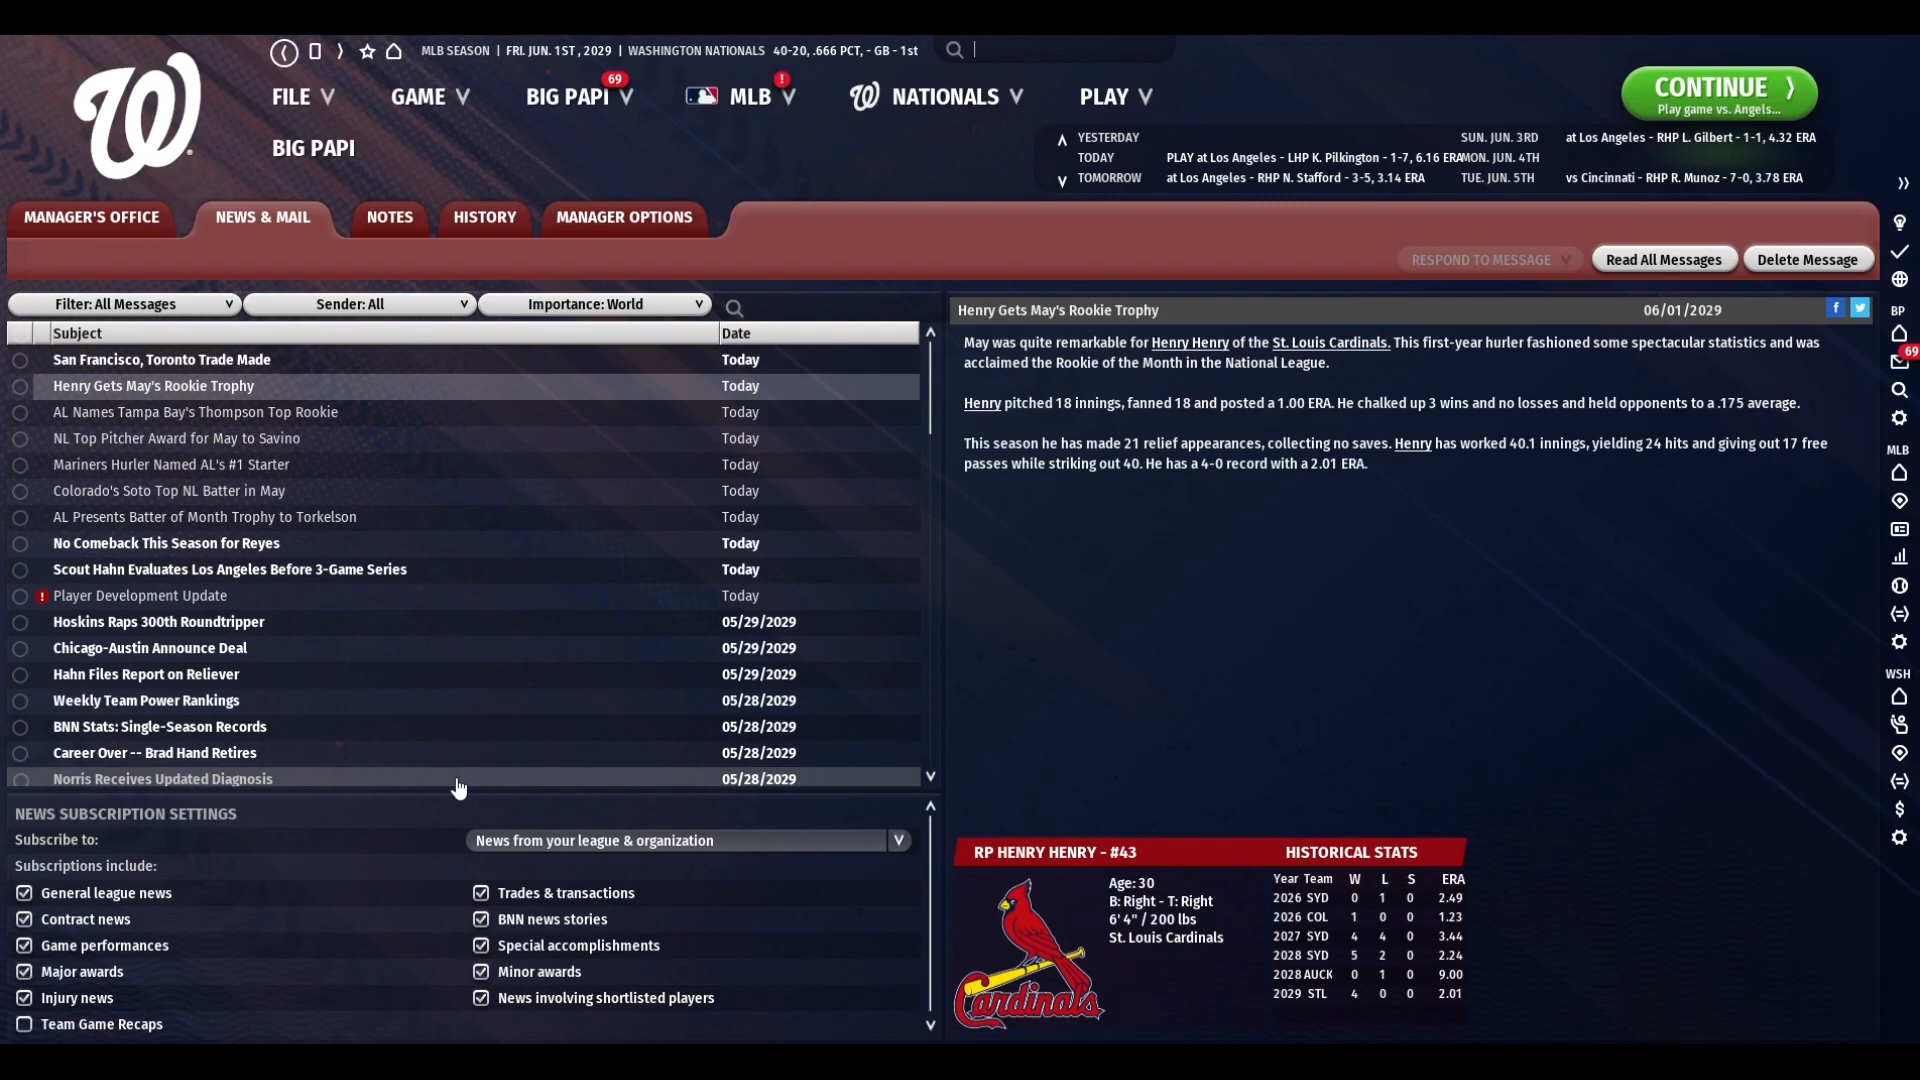 MLB SEASON | FRI. JUN. 1ST , 2029 | WASHINGTON NATIONALS 40-20, .666 PCT, - GB - 1st
FILE GAME BIG PAPI 69 MLB ! NATIONALS PLAY
CONTINUE
Play game vs. Angels...
BIG PAPI
YESTERDAY SUN. JUN. 3RD at Los Angeles - RHP L. Gilbert - 1-1, 4.32 ERA
TODAY PLAY at Los Angeles - LHP K. Pilkington - 1-7, 6.16 ERA MON. JUN. 4TH
TOMORROW at Los Angeles - RHP N. Stafford - 3-5, 3.14 ERA TUE. JUN. 5TH vs Cincinnati - RHP R. Munoz - 7-0, 3.78 ERA
MANAGER'S OFFICE NEWS & MAIL NOTES HISTORY MANAGER OPTIONS
RESPOND TO MESSAGE Read All Messages Delete Message
Filter: All Messages Sender: All Importance: World
Subject Date
San Francisco, Toronto Trade Made Today
Henry Gets May's Rookie Trophy Today
AL Names Tampa Bay's Thompson Top Rookie Today
NL Top Pitcher Award for May to Savino Today
Mariners Hurler Named AL's #1 Starter Today
Colorado's Soto Top NL Batter in May Today
AL Presents Batter of Month Trophy to Torkelson Today
No Comeback This Season for Reyes Today
Scout Hahn Evaluates Los Angeles Before 3-Game Series Today
! Player Development Update Today
Hoskins Raps 300th Roundtripper 05/29/2029
Chicago-Austin Announce Deal 05/29/2029
Hahn Files Report on Reliever 05/29/2029
Weekly Team Power Rankings 05/28/2029
BNN Stats: Single-Season Records 05/28/2029
Career Over -- Brad Hand Retires 05/28/2029
Norris Receives Updated Diagnosis 05/28/2029
NEWS SUBSCRIPTION SETTINGS
Subscribe to: News from your league & organization
Subscriptions include:
General league news Trades & transactions
Contract news BNN news stories
Game performances Special accomplishments
Major awards Minor awards
Injury news News involving shortlisted players
Team Game Recaps
Henry Gets May's Rookie Trophy 06/01/2029
May was quite remarkable for Henry Henry of the St. Louis Cardinals. This first-year hurler fashioned some spectacular statistics and was
acclaimed the Rookie of the Month in the National League.
Henry pitched 18 innings, fanned 18 and posted a 1.00 ERA. He chalked up 3 wins and no losses and held opponents to a .175 average.
This season he has made 21 relief appearances, collecting no saves. Henry has worked 40.1 innings, yielding 24 hits and giving out 17 free
passes while striking out 40. He has a 4-0 record with a 2.01 ERA.
RP HENRY HENRY - #43 HISTORICAL STATS
Age: 30
B: Right - T: Right
6' 4" / 200 lbs
St. Louis Cardinals
Cardinals
Year Team W L S ERA
2026 SYD 0 1 0 2.49
2026 COL 1 0 0 1.23
2027 SYD 4 4 0 3.44
2028 SYD 5 2 0 2.24
2028 AUCK 0 1 0 9.00
2029 STL 4 0 0 2.01
BP
69
MLB
WSH